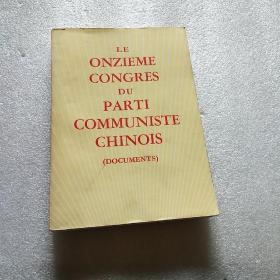 LE
ONZIEME
CONGRES
DU
PARTI
COMMUNISTE
CHINOIS
(DOCUMENTS)